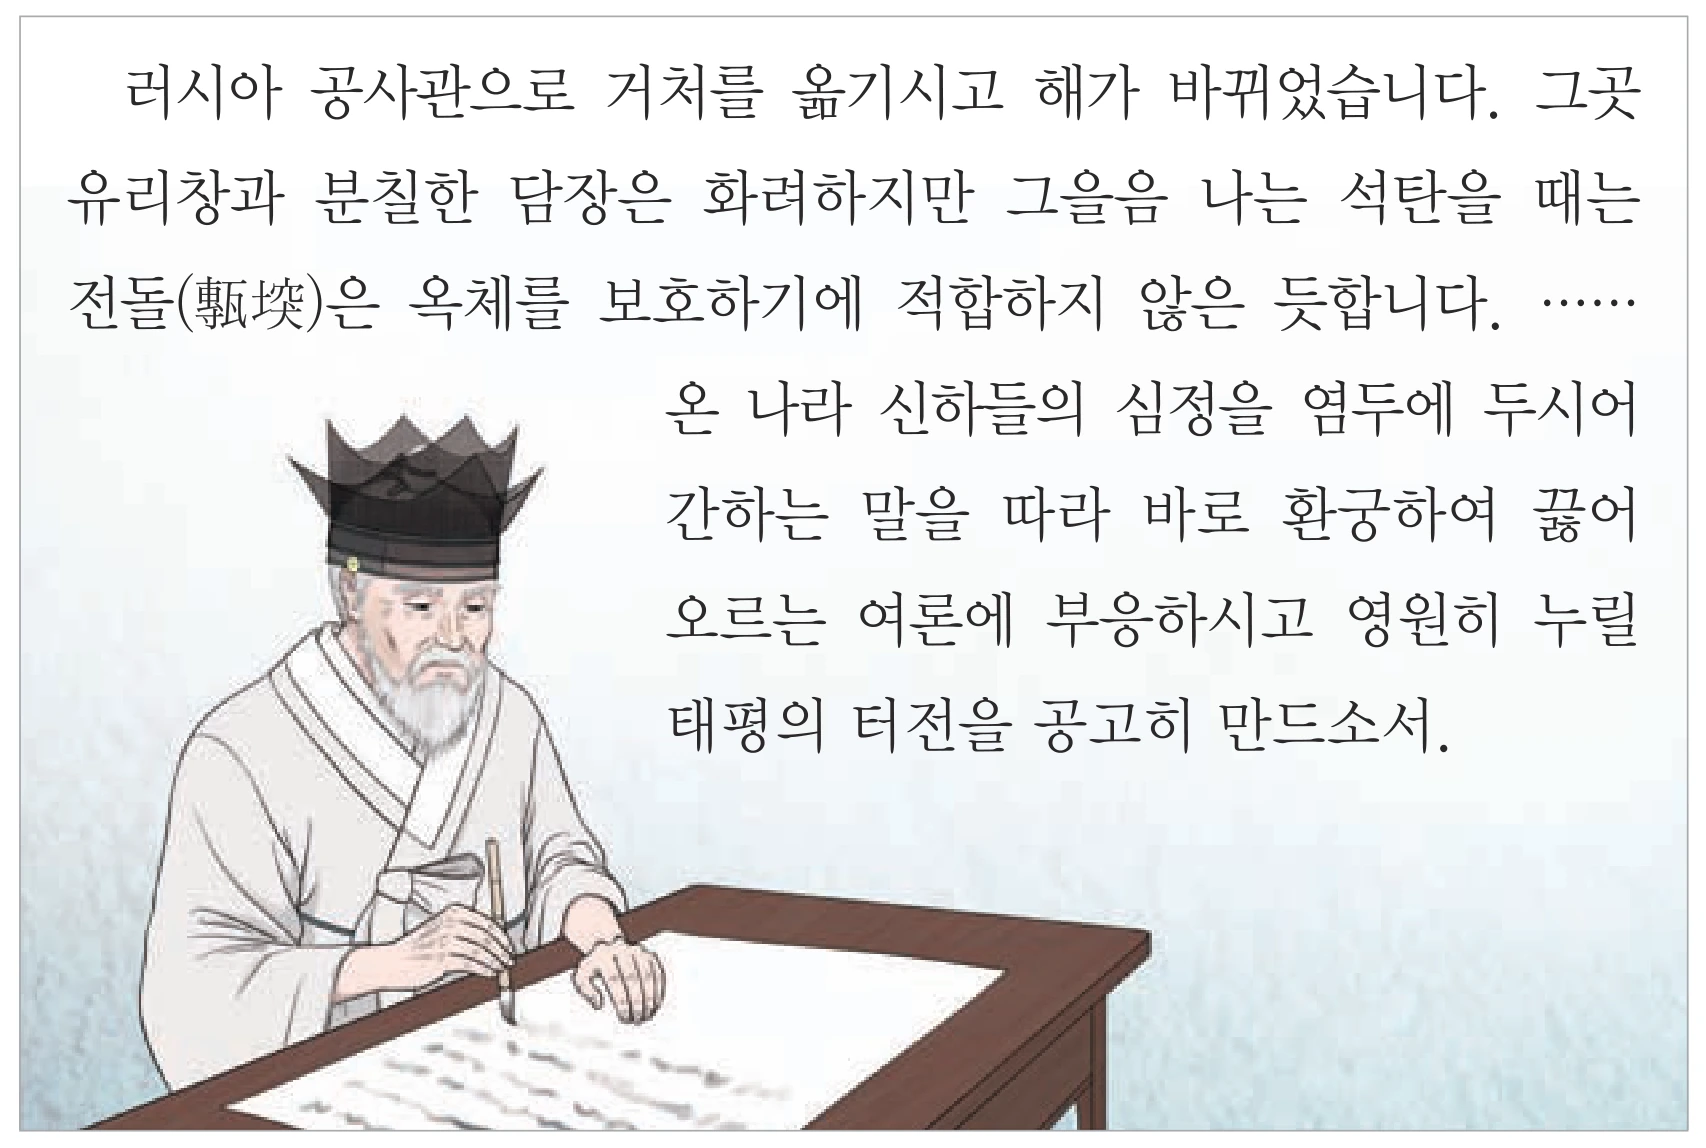 러시아 공사관으로 거처를 옮기시고 해가 바뀌었습니다. 그곳
유리창과 분칠한 담장은 화려하지만 그을음 나는 석탄을 때는
전돌(甎堗)은 옥체를 보호하기에 적합하지 않은 듯합니다. ……
온 나라 신하들의 심정을 염두에 두시어
간하는 말을 따라 바로 환궁하여 끓어
오르는 여론에 부응하시고 영원히 누릴
태평의 터전을 공고히 만드소서.